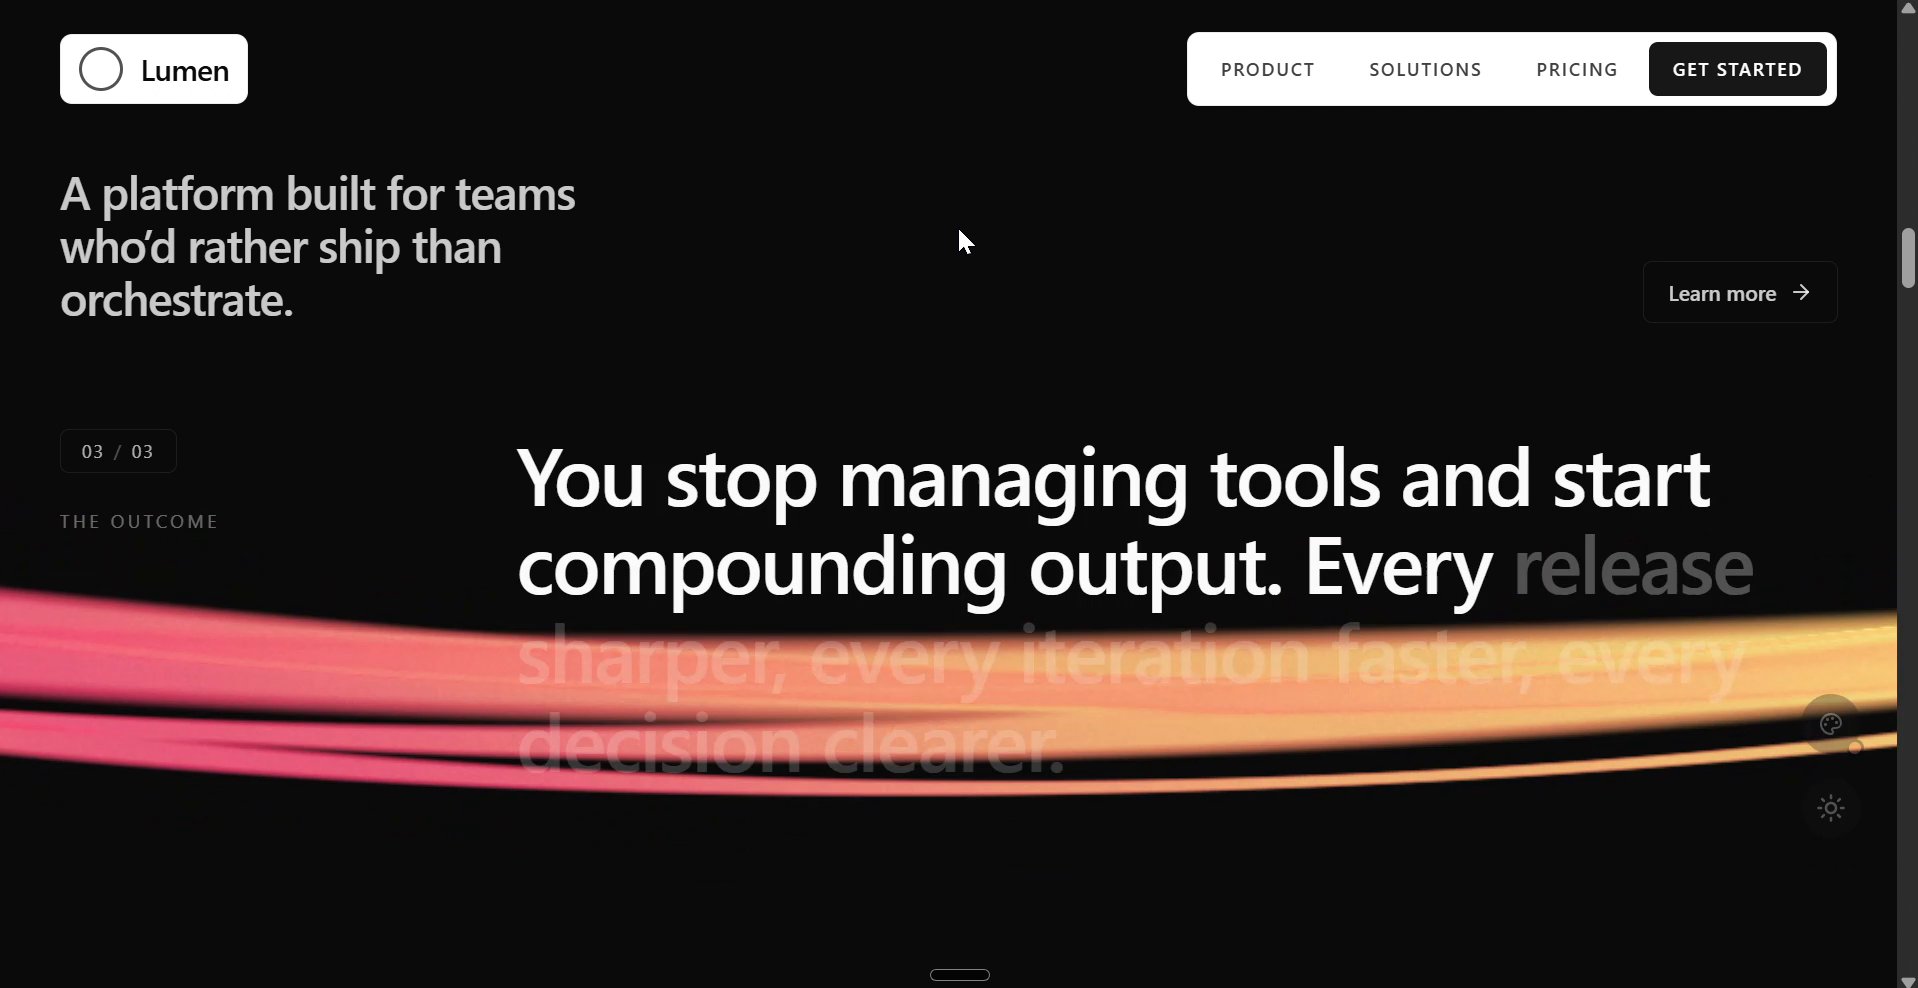 Lumen
PRODUCT SOLUTIONS PRICING GET STARTED
A platform built for teams
who’d rather ship than
orchestrate.
Learn more →
03 / 03
THE OUTCOME
You stop managing tools and start
compounding output. Every release
sharper, every iteration faster, every
decision clearer.